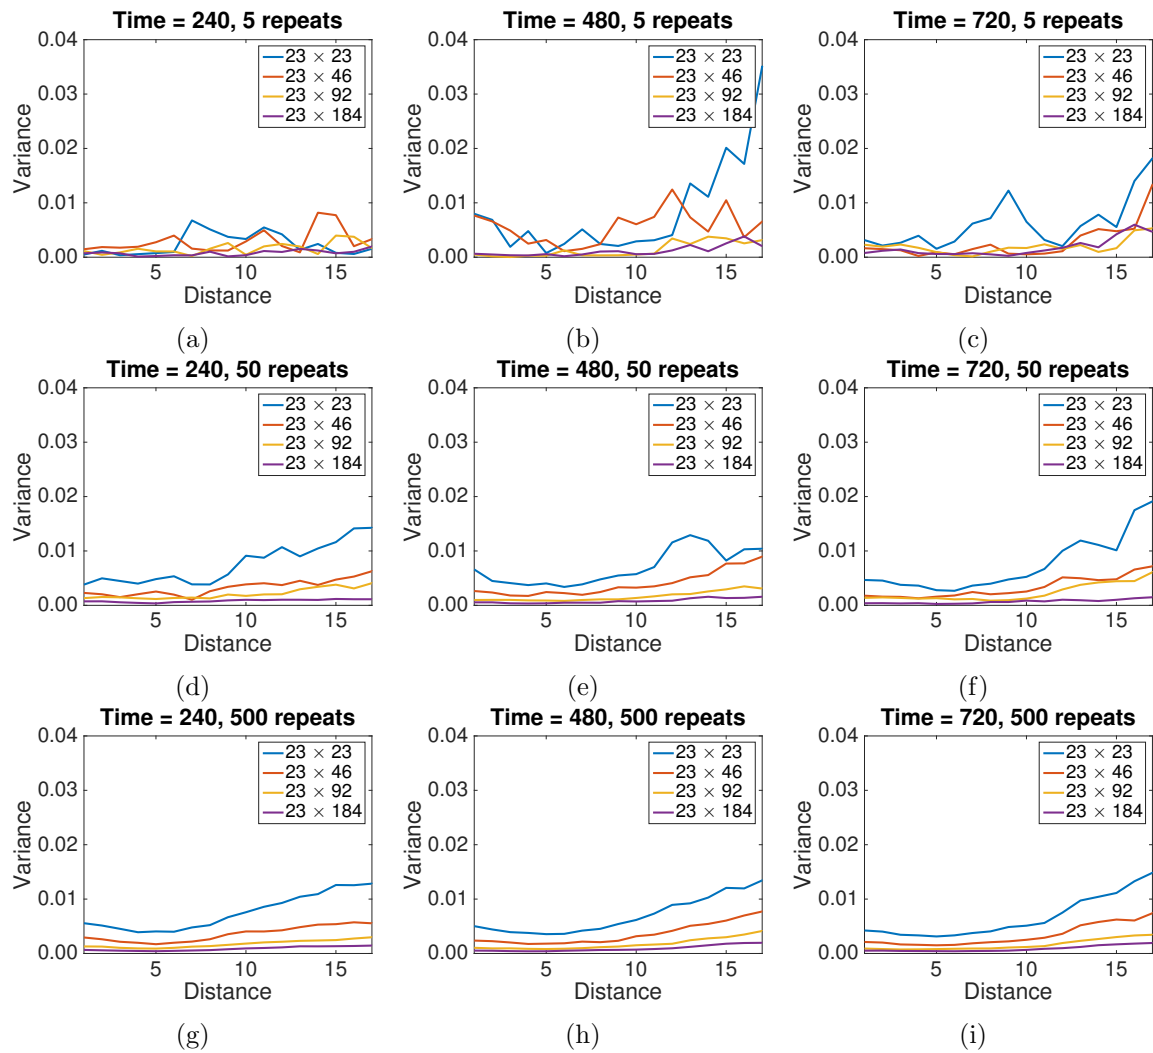 Time = 240, 5 repeats
0.04
0.03
0.02
0.01
0.00
Variance
23 × 23
23 × 46
23 × 92
23 × 184
5 10 15
Distance
(a)
Time = 480, 5 repeats
0.04
0.03
0.02
0.01
0.00
Variance
23 × 23
23 × 46
23 × 92
23 × 184
5 10 15
Distance
(b)
Time = 720, 5 repeats
0.04
0.03
0.02
0.01
0.00
Variance
23 × 23
23 × 46
23 × 92
23 × 184
5 10 15
Distance
(c)
Time = 240, 50 repeats
0.04
0.03
0.02
0.01
0.00
Variance
23 × 23
23 × 46
23 × 92
23 × 184
5 10 15
Distance
(d)
Time = 480, 50 repeats
0.04
0.03
0.02
0.01
0.00
Variance
23 × 23
23 × 46
23 × 92
23 × 184
5 10 15
Distance
(e)
Time = 720, 50 repeats
0.04
0.03
0.02
0.01
0.00
Variance
23 × 23
23 × 46
23 × 92
23 × 184
5 10 15
Distance
(f)
Time = 240, 500 repeats
0.04
0.03
0.02
0.01
0.00
Variance
23 × 23
23 × 46
23 × 92
23 × 184
5 10 15
Distance
(g)
Time = 480, 500 repeats
0.04
0.03
0.02
0.01
0.00
Variance
23 × 23
23 × 46
23 × 92
23 × 184
5 10 15
Distance
(h)
Time = 720, 500 repeats
0.04
0.03
0.02
0.01
0.00
Variance
23 × 23
23 × 46
23 × 92
23 × 184
5 10 15
Distance
(i)